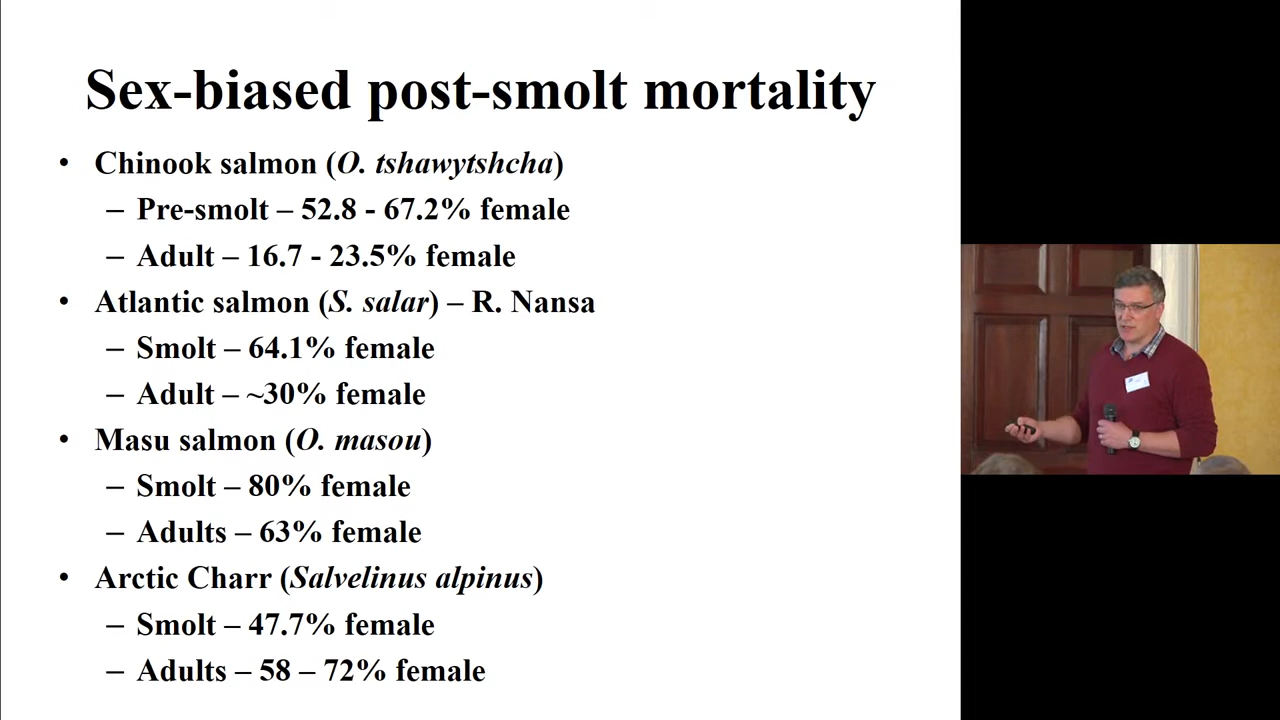 Sex-biased post-smolt mortality
• Chinook salmon (O. tshawytshcha)
– Pre-smolt – 52.8 - 67.2% female
– Adult – 16.7 - 23.5% female
• Atlantic salmon (S. salar) – R. Nansa
– Smolt – 64.1% female
– Adult – ~30% female
• Masu salmon (O. masou)
– Smolt – 80% female
– Adults – 63% female
• Arctic Charr (Salvelinus alpinus)
– Smolt – 47.7% female
– Adults – 58 – 72% female